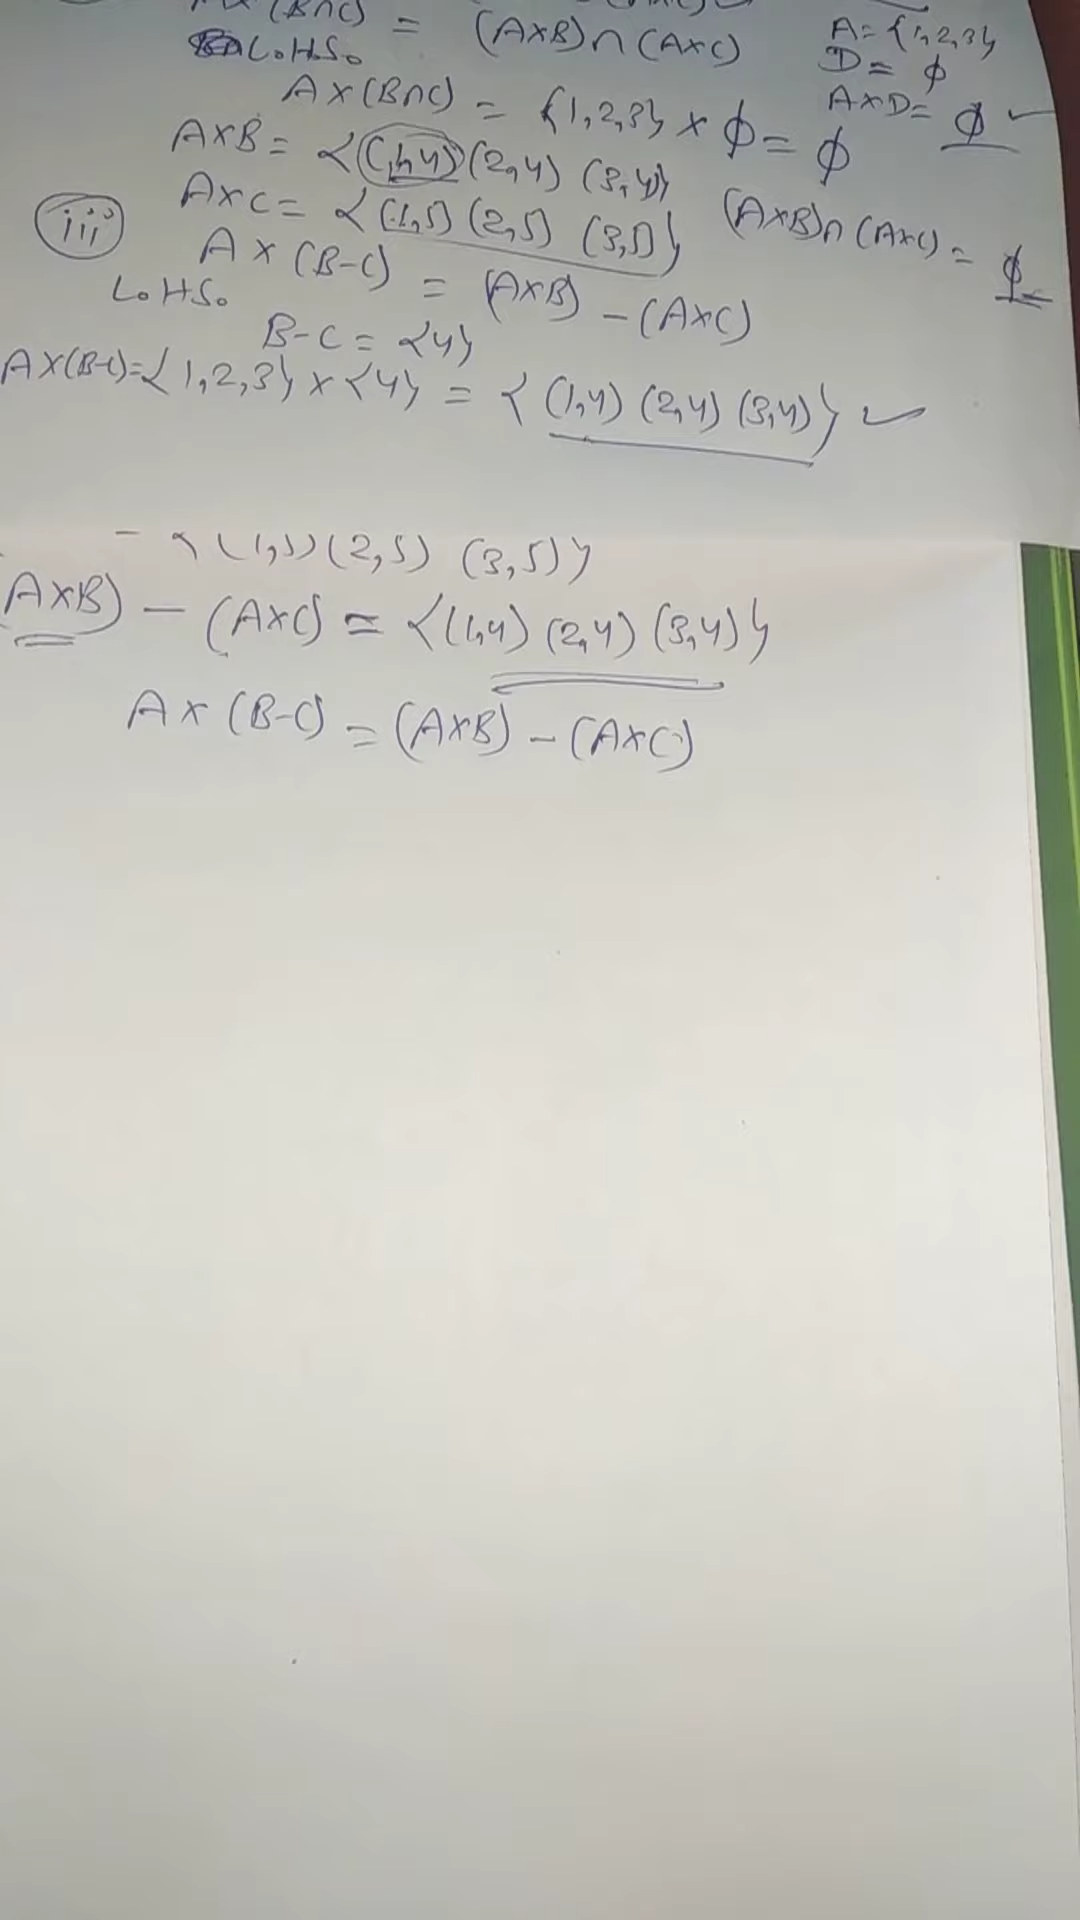 (B∩C) = (A×B)∩(A×C)
A={1,2,3}
L.H.S.
D= φ
A×(B∩C) = {1,2,3} × φ = φ
A×D= φ ✓
A×B= {(1,4) (2,4) (3,4)}
A×C= {(1,5) (2,5) (3,5)}
(A×B)∩(A×C) = φ
iii A×(B-C) = (A×B) - (A×C)
L.H.S.
B-C = {4}
A×(B-C)={1,2,3}×{4} = {(1,4) (2,4) (3,4)} ✓
(2,5) (3,5)}
(A×B) - (A×C) = {(1,4) (2,4) (3,4)}
A×(B-C) = (A×B) - (A×C)